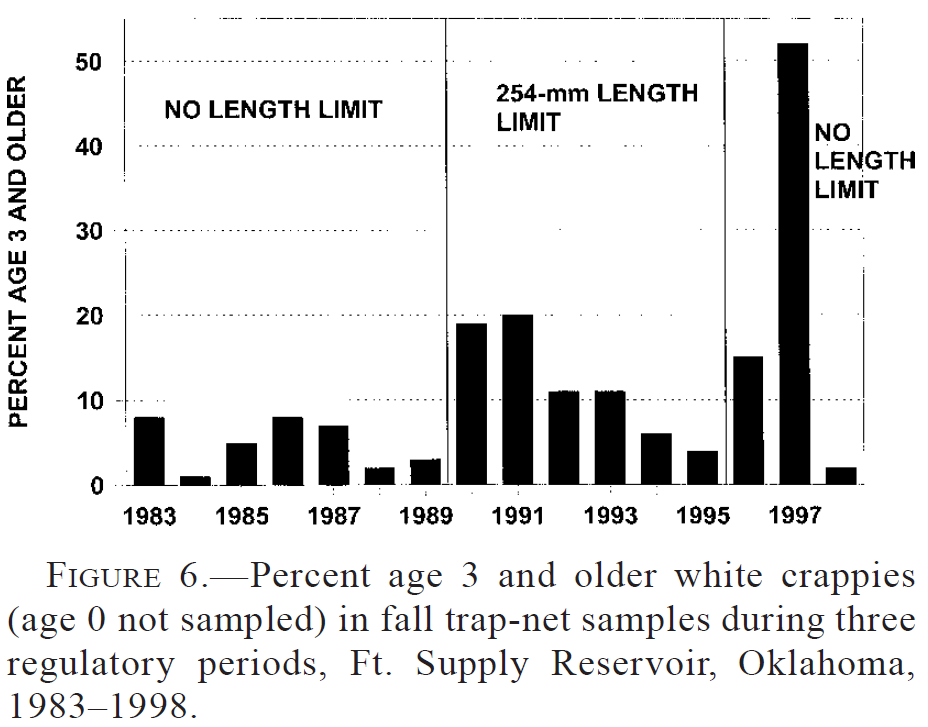 PERCENT AGE 3 AND OLDER
50
40
30
20
10
0
NO LENGTH LIMIT
254-mm LENGTH
LIMIT
NO
LENGTH
LIMIT
1983 1985 1987 1989 1991 1993 1995 1997
FIGURE 6.—Percent age 3 and older white crappies
(age 0 not sampled) in fall trap-net samples during three
regulatory periods, Ft. Supply Reservoir, Oklahoma,
1983–1998.